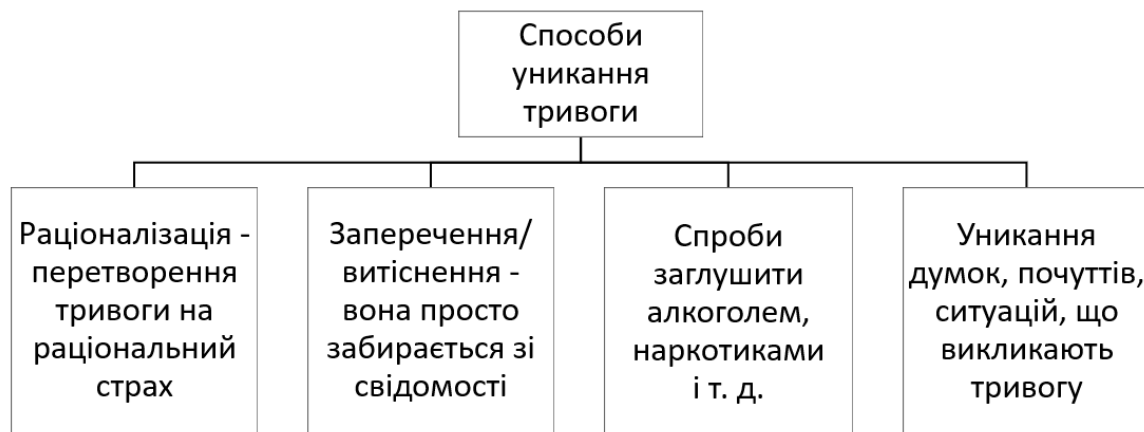 Способи
уникання
тривоги
Раціоналізація -
перетворення
тривоги на
раціональний
страх
Заперечення/
витіснення -
вона просто
забирається зі
свідомості
Спроби
заглушити
алкоголем,
наркотиками
і т. д.
Уникання
думок, почуттів,
ситуацій, що
викликають
тривогу